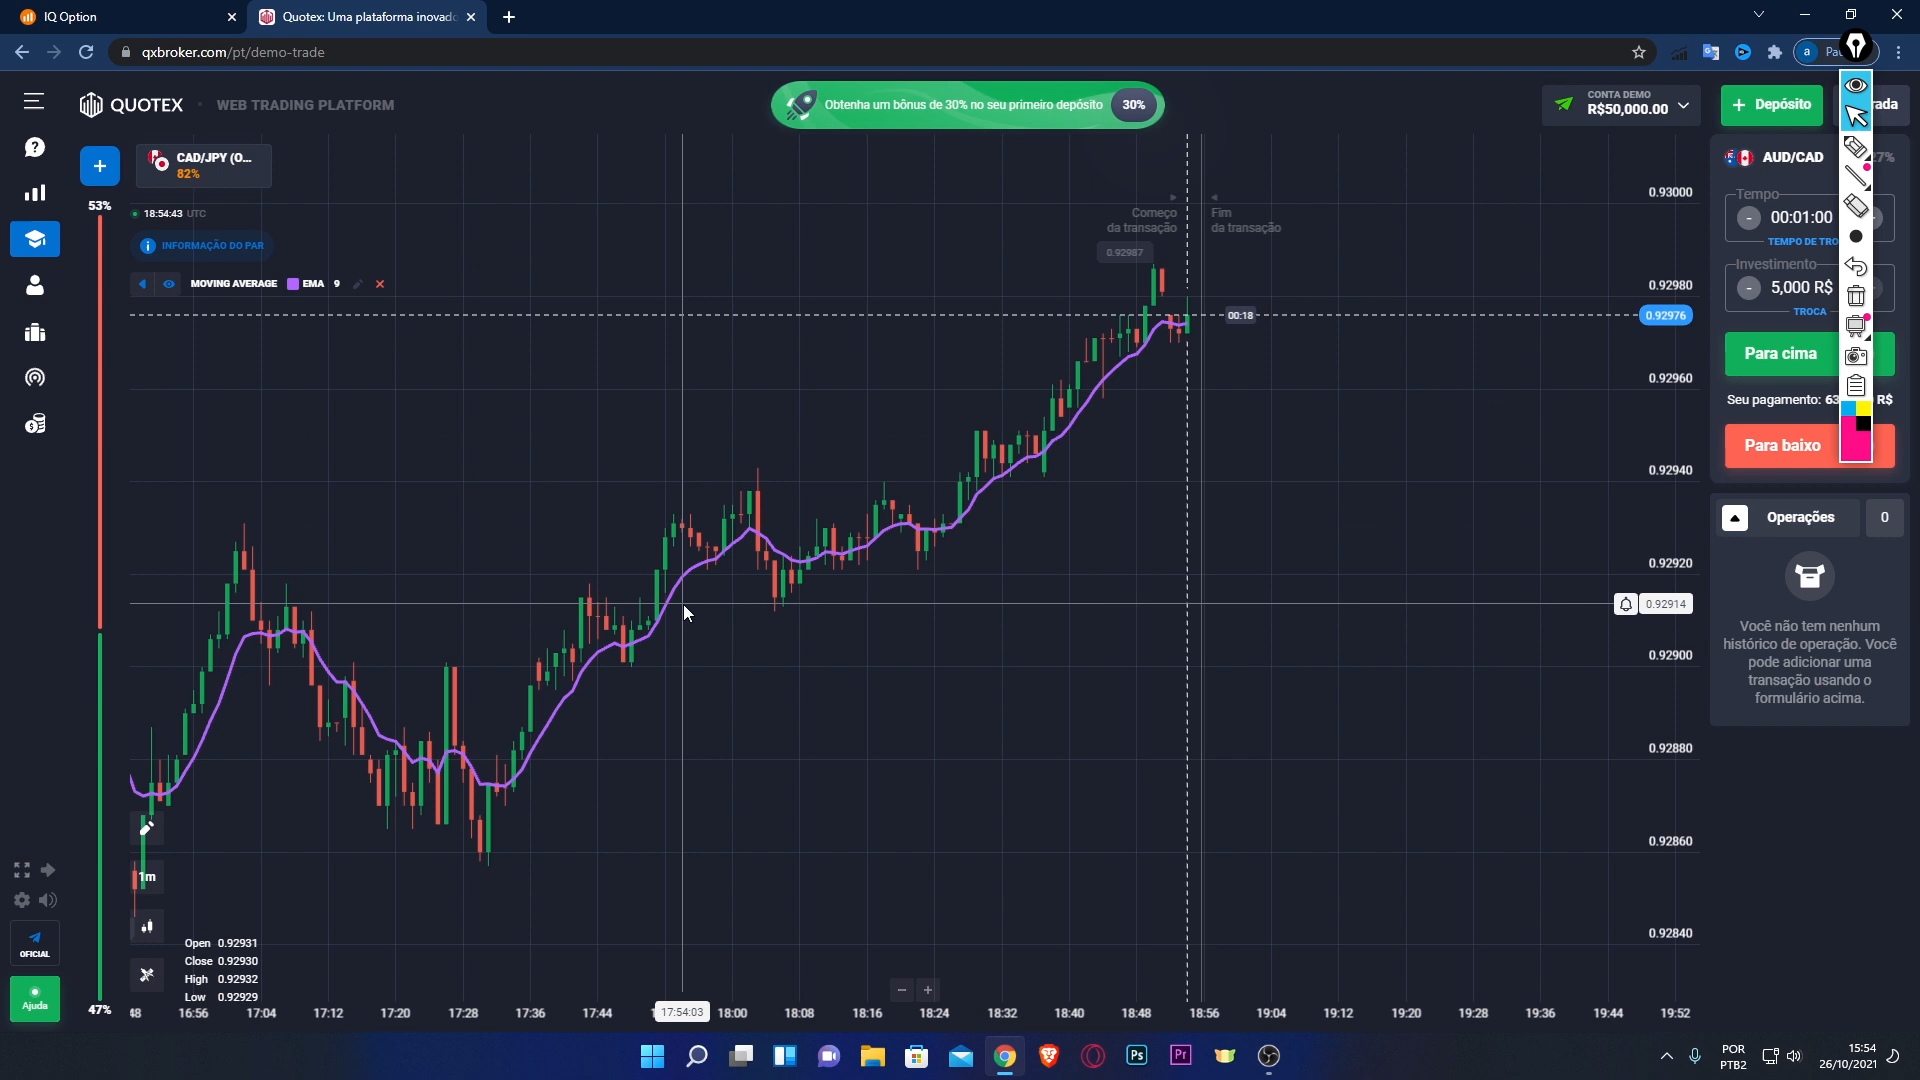 IQ Option
Quotex: Uma plataforma inovado
qxbroker.com/pt/demo-trade
a
QUOTEX
WEB TRADING PLATFORM
Obtenha um bônus de 30% no seu primeiro depósito
30%
CONTA DEMO
R$50,000.00
Depósito
CAD/JPY (O...
82%
53%
18:54:43 UTC
INFORMAÇÃO DO PAR
MOVING AVERAGE
EMA 9
Começo
da transação
Fim
da transação
0.92987
00:18
0.93000
0.92980
0.92976
0.92960
0.92940
0.92920
0.92914
0.92900
0.92880
0.92860
0.92840
AUD/CAD
Tempo
00:01:00
TEMPO DE TRO
Investimento
5,000 R$
TROCA
Para cima
Seu pagamento: 63
R$
Para baixo
Operações
0
Você não tem nenhum
histórico de operação. Você
pode adicionar uma
transação usando o
formulário acima.
1m
OFICIAL
Ajuda
47%
Open 0.92931
Close 0.92930
High 0.92932
Low 0.92929
48
16:56
17:04
17:12
17:20
17:28
17:36
17:44
17:54:03
18:00
18:08
18:16
18:24
18:32
18:40
18:48
18:56
19:04
19:12
19:20
19:28
19:36
19:44
19:52
Ps
Pr
POR
PTB2
15:54
26/10/2021